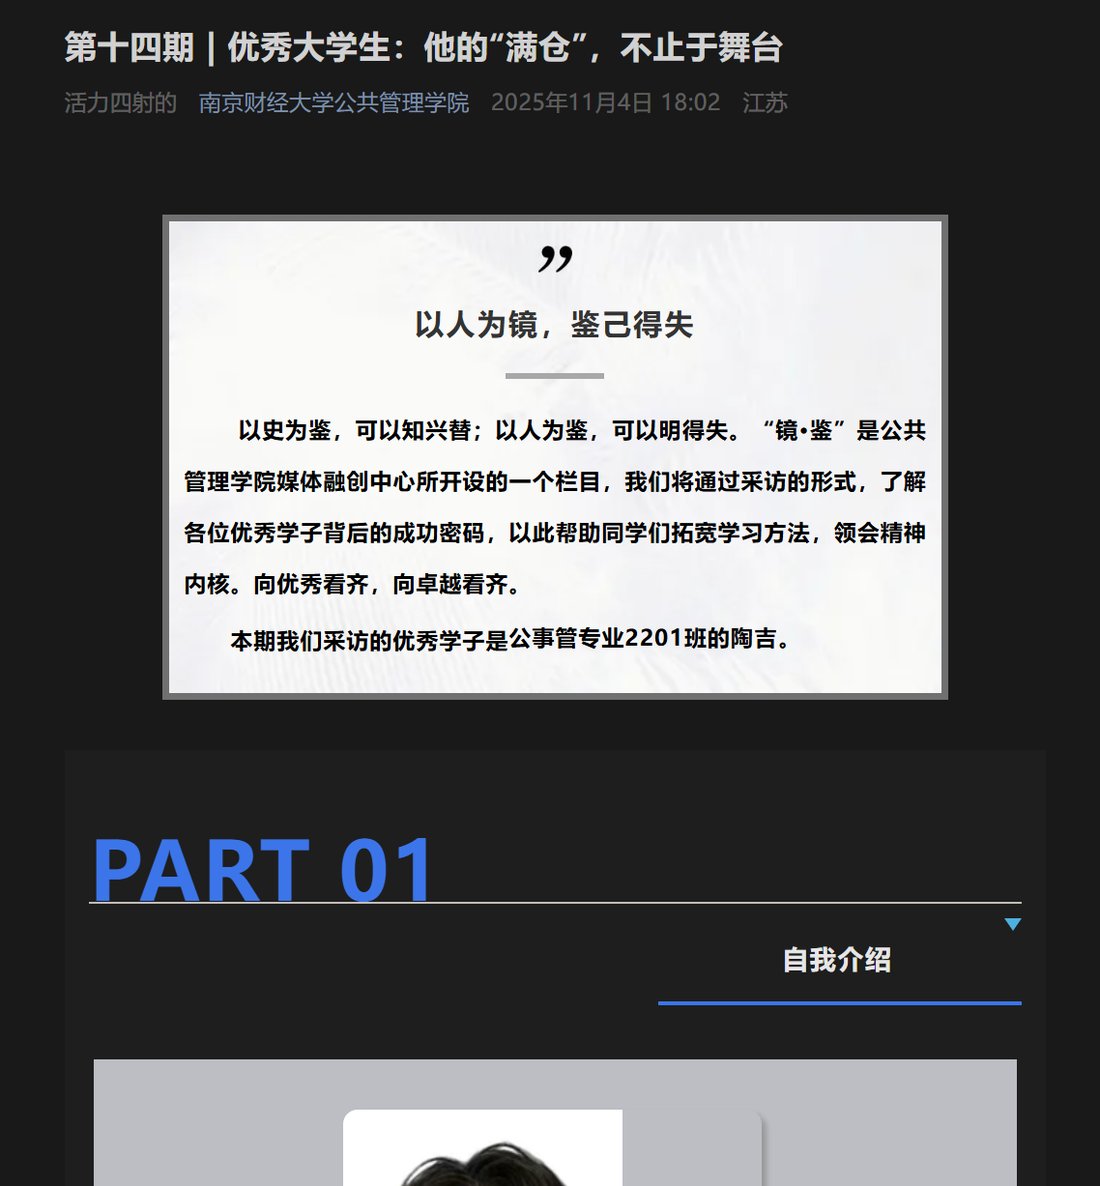 第十四期 | 优秀大学生：他的“满仓”，不止于舞台
活力四射的 南京财经大学公共管理学院 2025年11月4日 18:02 江苏
”
以人为镜，鉴己得失
以史为鉴，可以知兴替；以人为鉴，可以明得失。“镜·鉴”是公共
管理学院媒体融创中心所开设的一个栏目，我们将通过采访的形式，了解
各位优秀学子背后的成功密码，以此帮助同学们拓宽学习方法，领会精神
内核。向优秀看齐，向卓越看齐。
本期我们采访的优秀学子是公事管专业2201班的陶吉。
PART 01
自我介绍